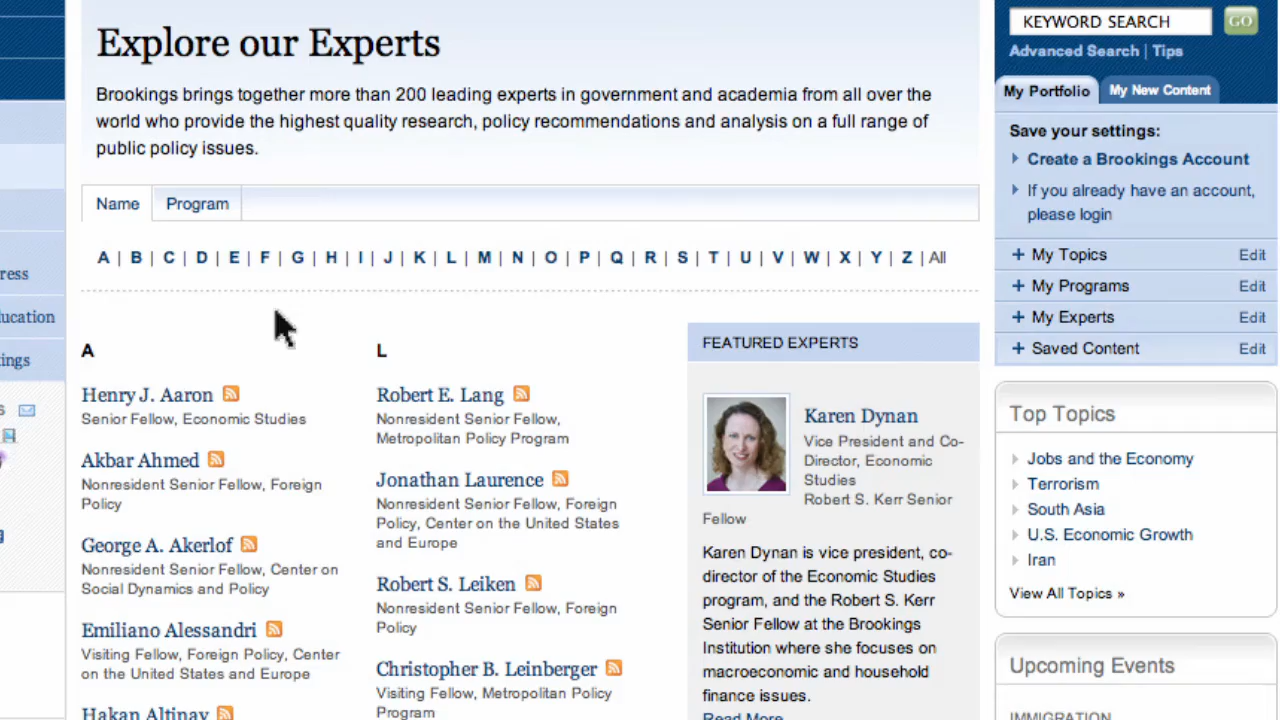 ress
ucation
ings
s
Explore our Experts
Brookings brings together more than 200 leading experts in government and academia from all over the
world who provide the highest quality research, policy recommendations and analysis on a full range of
public policy issues.
Name
Program
A | B | C | D | E | F | G | H | I | J | K | L | M | N | O | P | Q | R | S | T | U | V | W | X | Y | Z | All
A
Henry J. Aaron
Senior Fellow, Economic Studies
Akbar Ahmed
Nonresident Senior Fellow, Foreign
Policy
George A. Akerlof
Nonresident Senior Fellow, Center on
Social Dynamics and Policy
Emiliano Alessandri
Visiting Fellow, Foreign Policy, Center
on the United States and Europe
Hakan Altinay
L
Robert E. Lang
Nonresident Senior Fellow,
Metropolitan Policy Program
Jonathan Laurence
Nonresident Senior Fellow, Foreign
Policy, Center on the United States
and Europe
Robert S. Leiken
Nonresident Senior Fellow, Foreign
Policy
Christopher B. Leinberger
Visiting Fellow, Metropolitan Policy
Program
FEATURED EXPERTS
Karen Dynan
Vice President and Co-
Director, Economic
Studies
Robert S. Kerr Senior
Fellow
Karen Dynan is vice president, co-
director of the Economic Studies
program, and the Robert S. Kerr
Senior Fellow at the Brookings
Institution where she focuses on
macroeconomic and household
finance issues.
Read More
KEYWORD SEARCH
GO
Advanced Search | Tips
My Portfolio
My New Content
Save your settings:
Create a Brookings Account
If you already have an account,
please login
+ My Topics Edit
+ My Programs Edit
+ My Experts Edit
+ Saved Content Edit
Top Topics
Jobs and the Economy
Terrorism
South Asia
U.S. Economic Growth
Iran
View All Topics »
Upcoming Events
IMMIGRATION